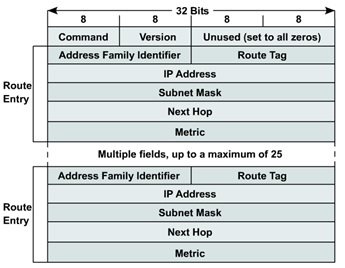 32 Bits
8 8 8 8
Command Version Unused (set to all zeros)
Route Entry
Address Family Identifier Route Tag
IP Address
Subnet Mask
Next Hop
Metric
Multiple fields, up to a maximum of 25
Route Entry
Address Family Identifier Route Tag
IP Address
Subnet Mask
Next Hop
Metric